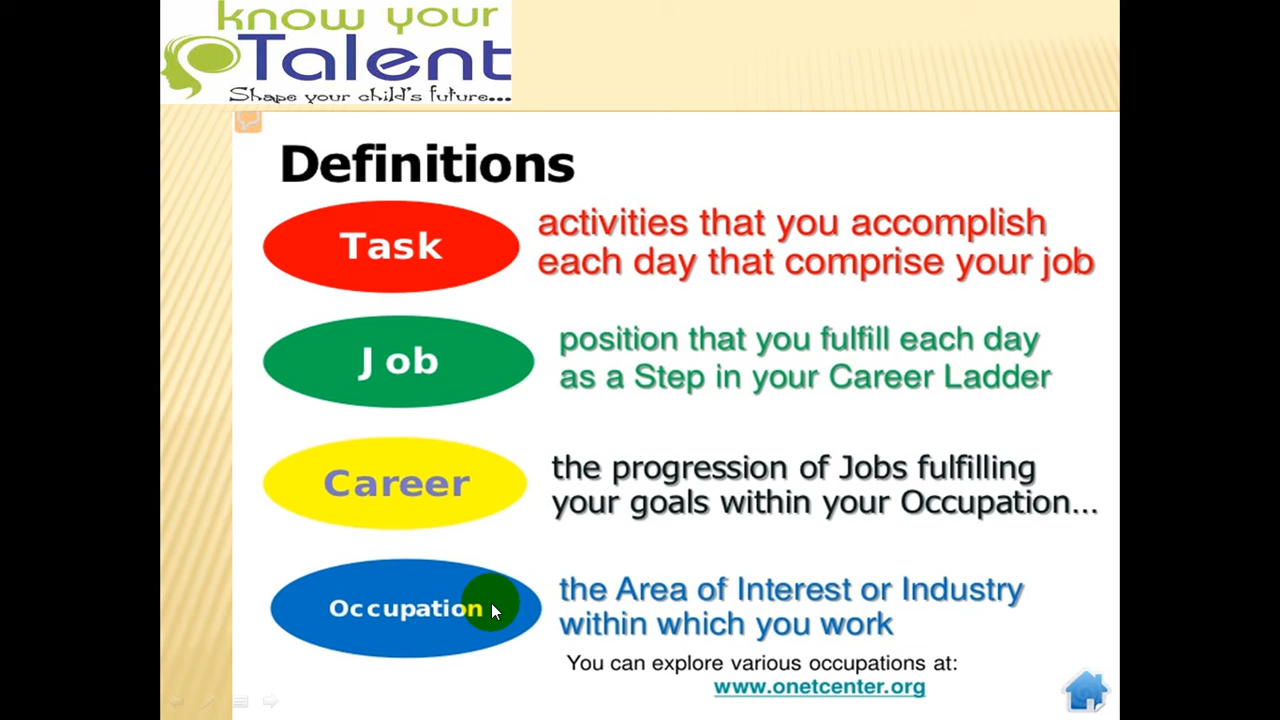 know your
Talent
Shape your child's future...
Definitions
Task
activities that you accomplish
each day that comprise your job
Job
position that you fulfill each day
as a Step in your Career Ladder
Career
the progression of Jobs fulfilling
your goals within your Occupation...
Occupation
the Area of Interest or Industry
within which you work
You can explore various occupations at:
www.onetcenter.org